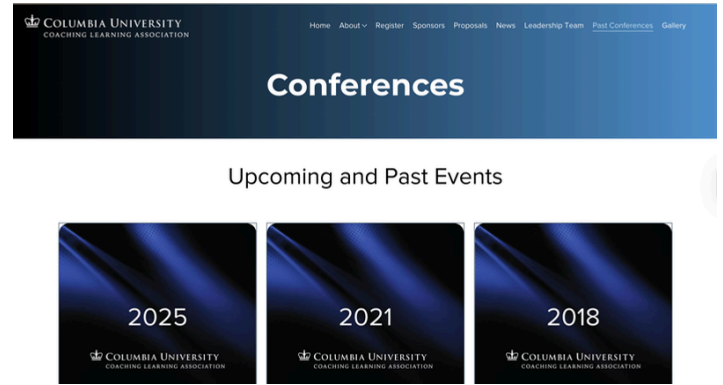 COLUMBIA UNIVERSITY
COACHING LEARNING ASSOCIATION
Home About Register Sponsors Proposals News Leadership Team Past Conferences Gallery
Conferences
Upcoming and Past Events
2025
COLUMBIA UNIVERSITY
COACHING LEARNING ASSOCIATION
2021
COLUMBIA UNIVERSITY
COACHING LEARNING ASSOCIATION
2018
COLUMBIA UNIVERSITY
COACHING LEARNING ASSOCIATION